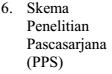 6. Skema
Penelitian
Pascasarjana
(PPS)